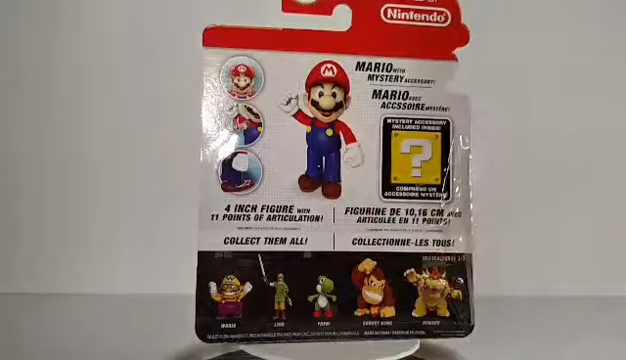 Nintendo
MARIO WITH
MYSTERY ACCESSORY!
MARIO AVEC
ACCSSOIRE MYSTÈRE!
MYSTERY ACCESSORY
INCLUDED INSIDE!
?
COMPREND UN
ACCESSOIRE MYSTÈRE
4 INCH FIGURE WITH
11 POINTS OF ARTICULATION!
FIGURINE DE 10,16 CM AVEC
ARTICULÉE EN 11 POINTS!
COLLECT THEM ALL!
COLLECTIONNE-LES TOUS!
WARIO
LINK
YOSHI
DONKEY KONG
BOWSER